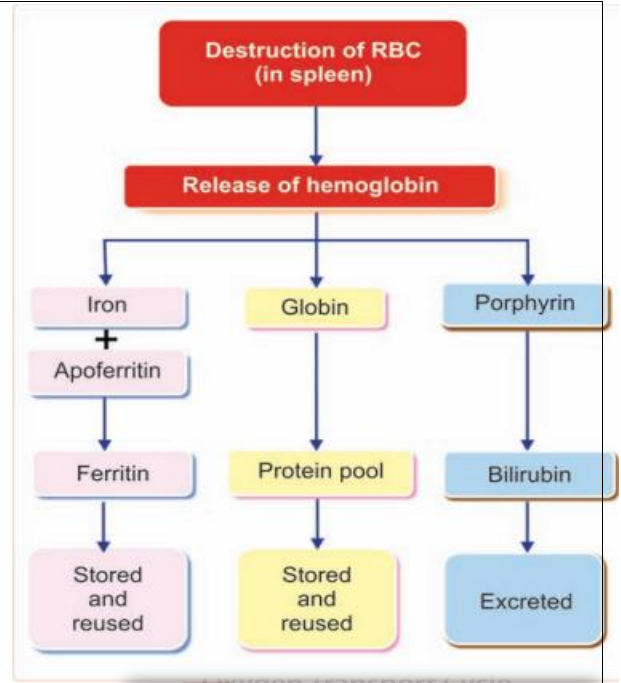 Destruction of RBC
(in spleen)
Release of hemoglobin
Iron
Globin
Porphyrin
+
Apoferritin
Ferritin
Protein pool
Bilirubin
Stored
and
reused
Stored
and
reused
Excreted